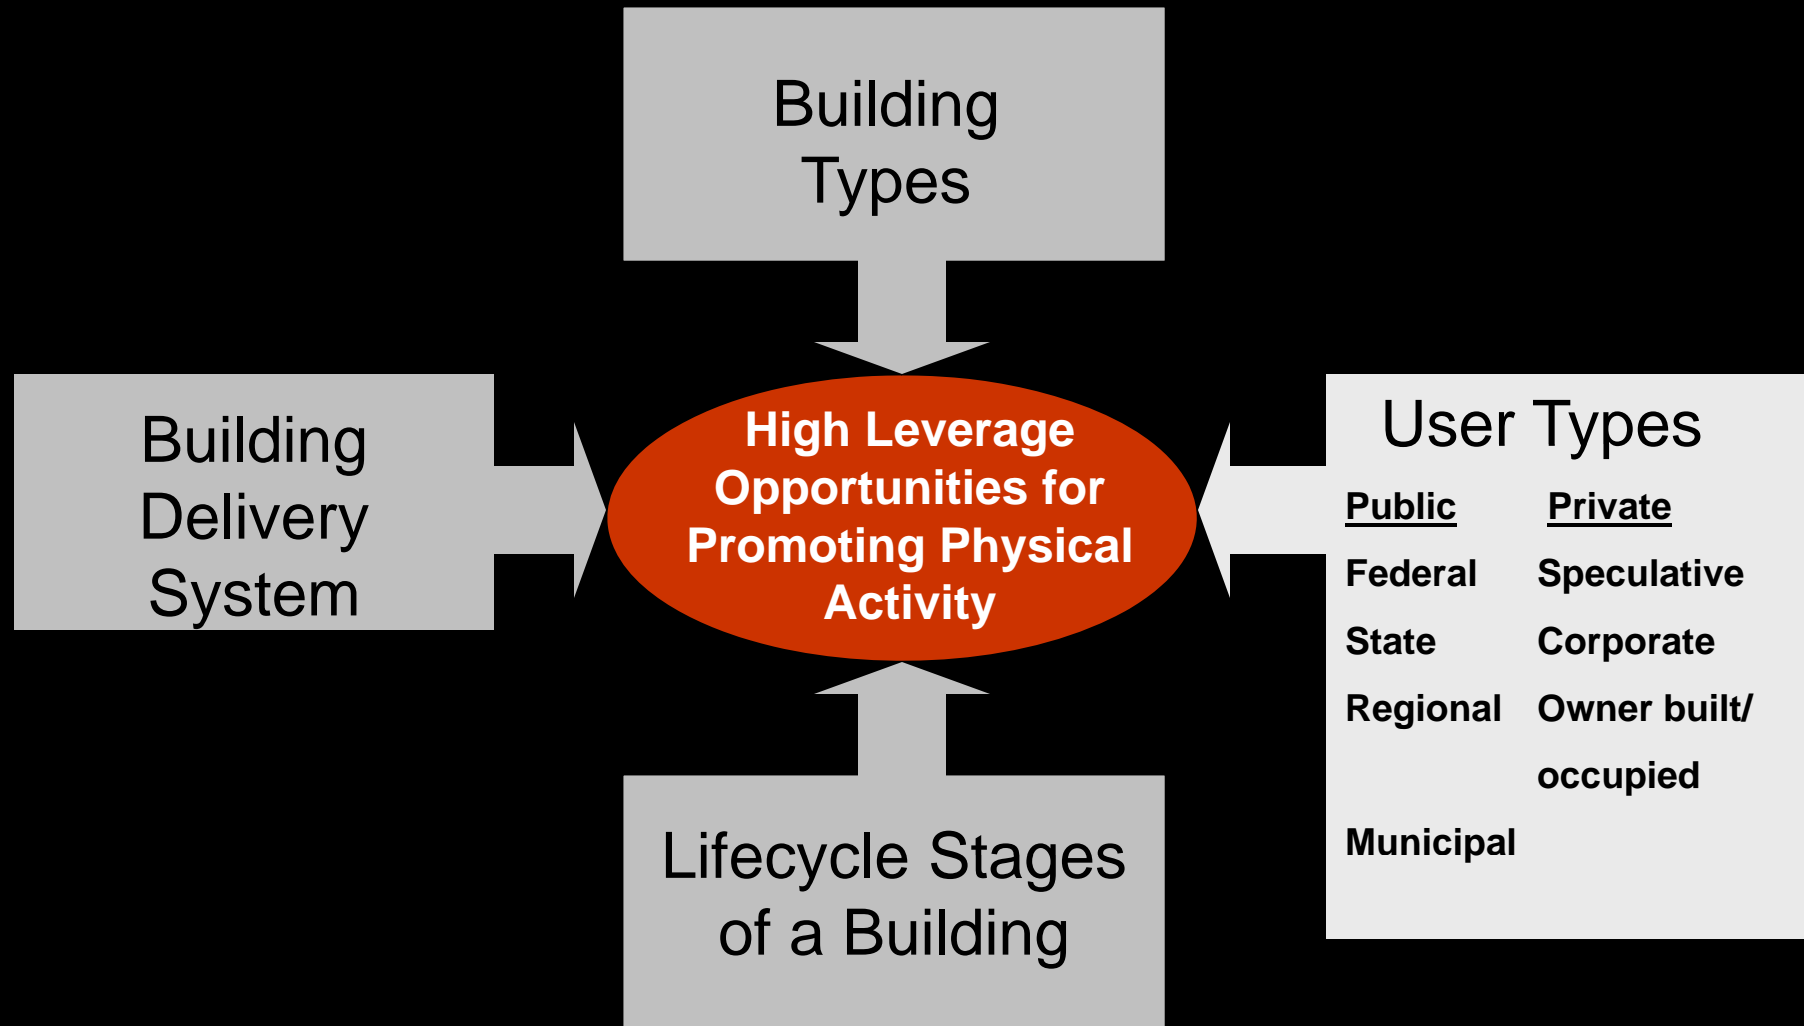 Building
Types
Building
Delivery
System
High Leverage
Opportunities for
Promoting Physical
Activity
User Types
Public Private
Federal Speculative
State Corporate
Regional Owner built/
occupied
Municipal
Lifecycle Stages
of a Building